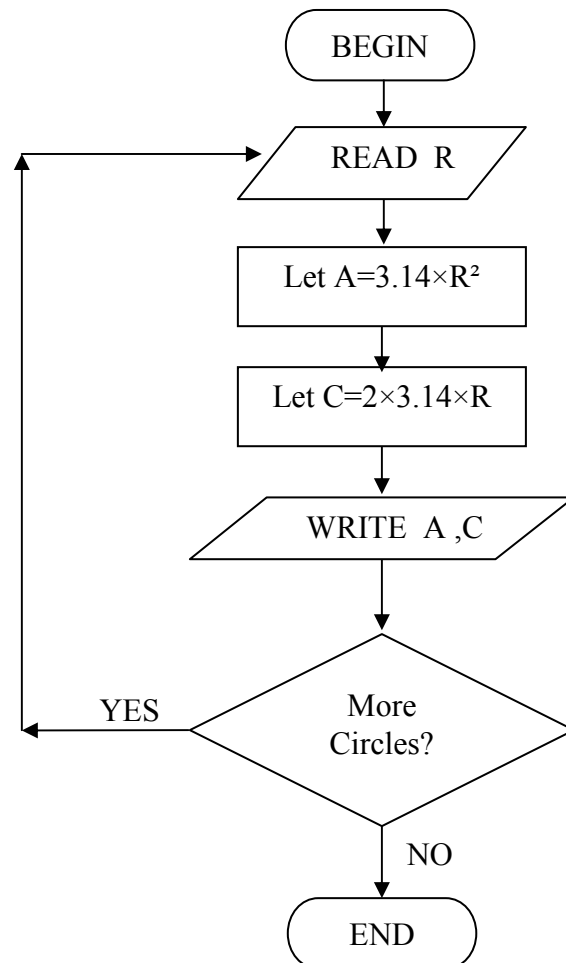 BEGIN
READ R
Let A=3.14×R²
Let C=2×3.14×R
WRITE A ,C
YES
More
Circles?
NO
END